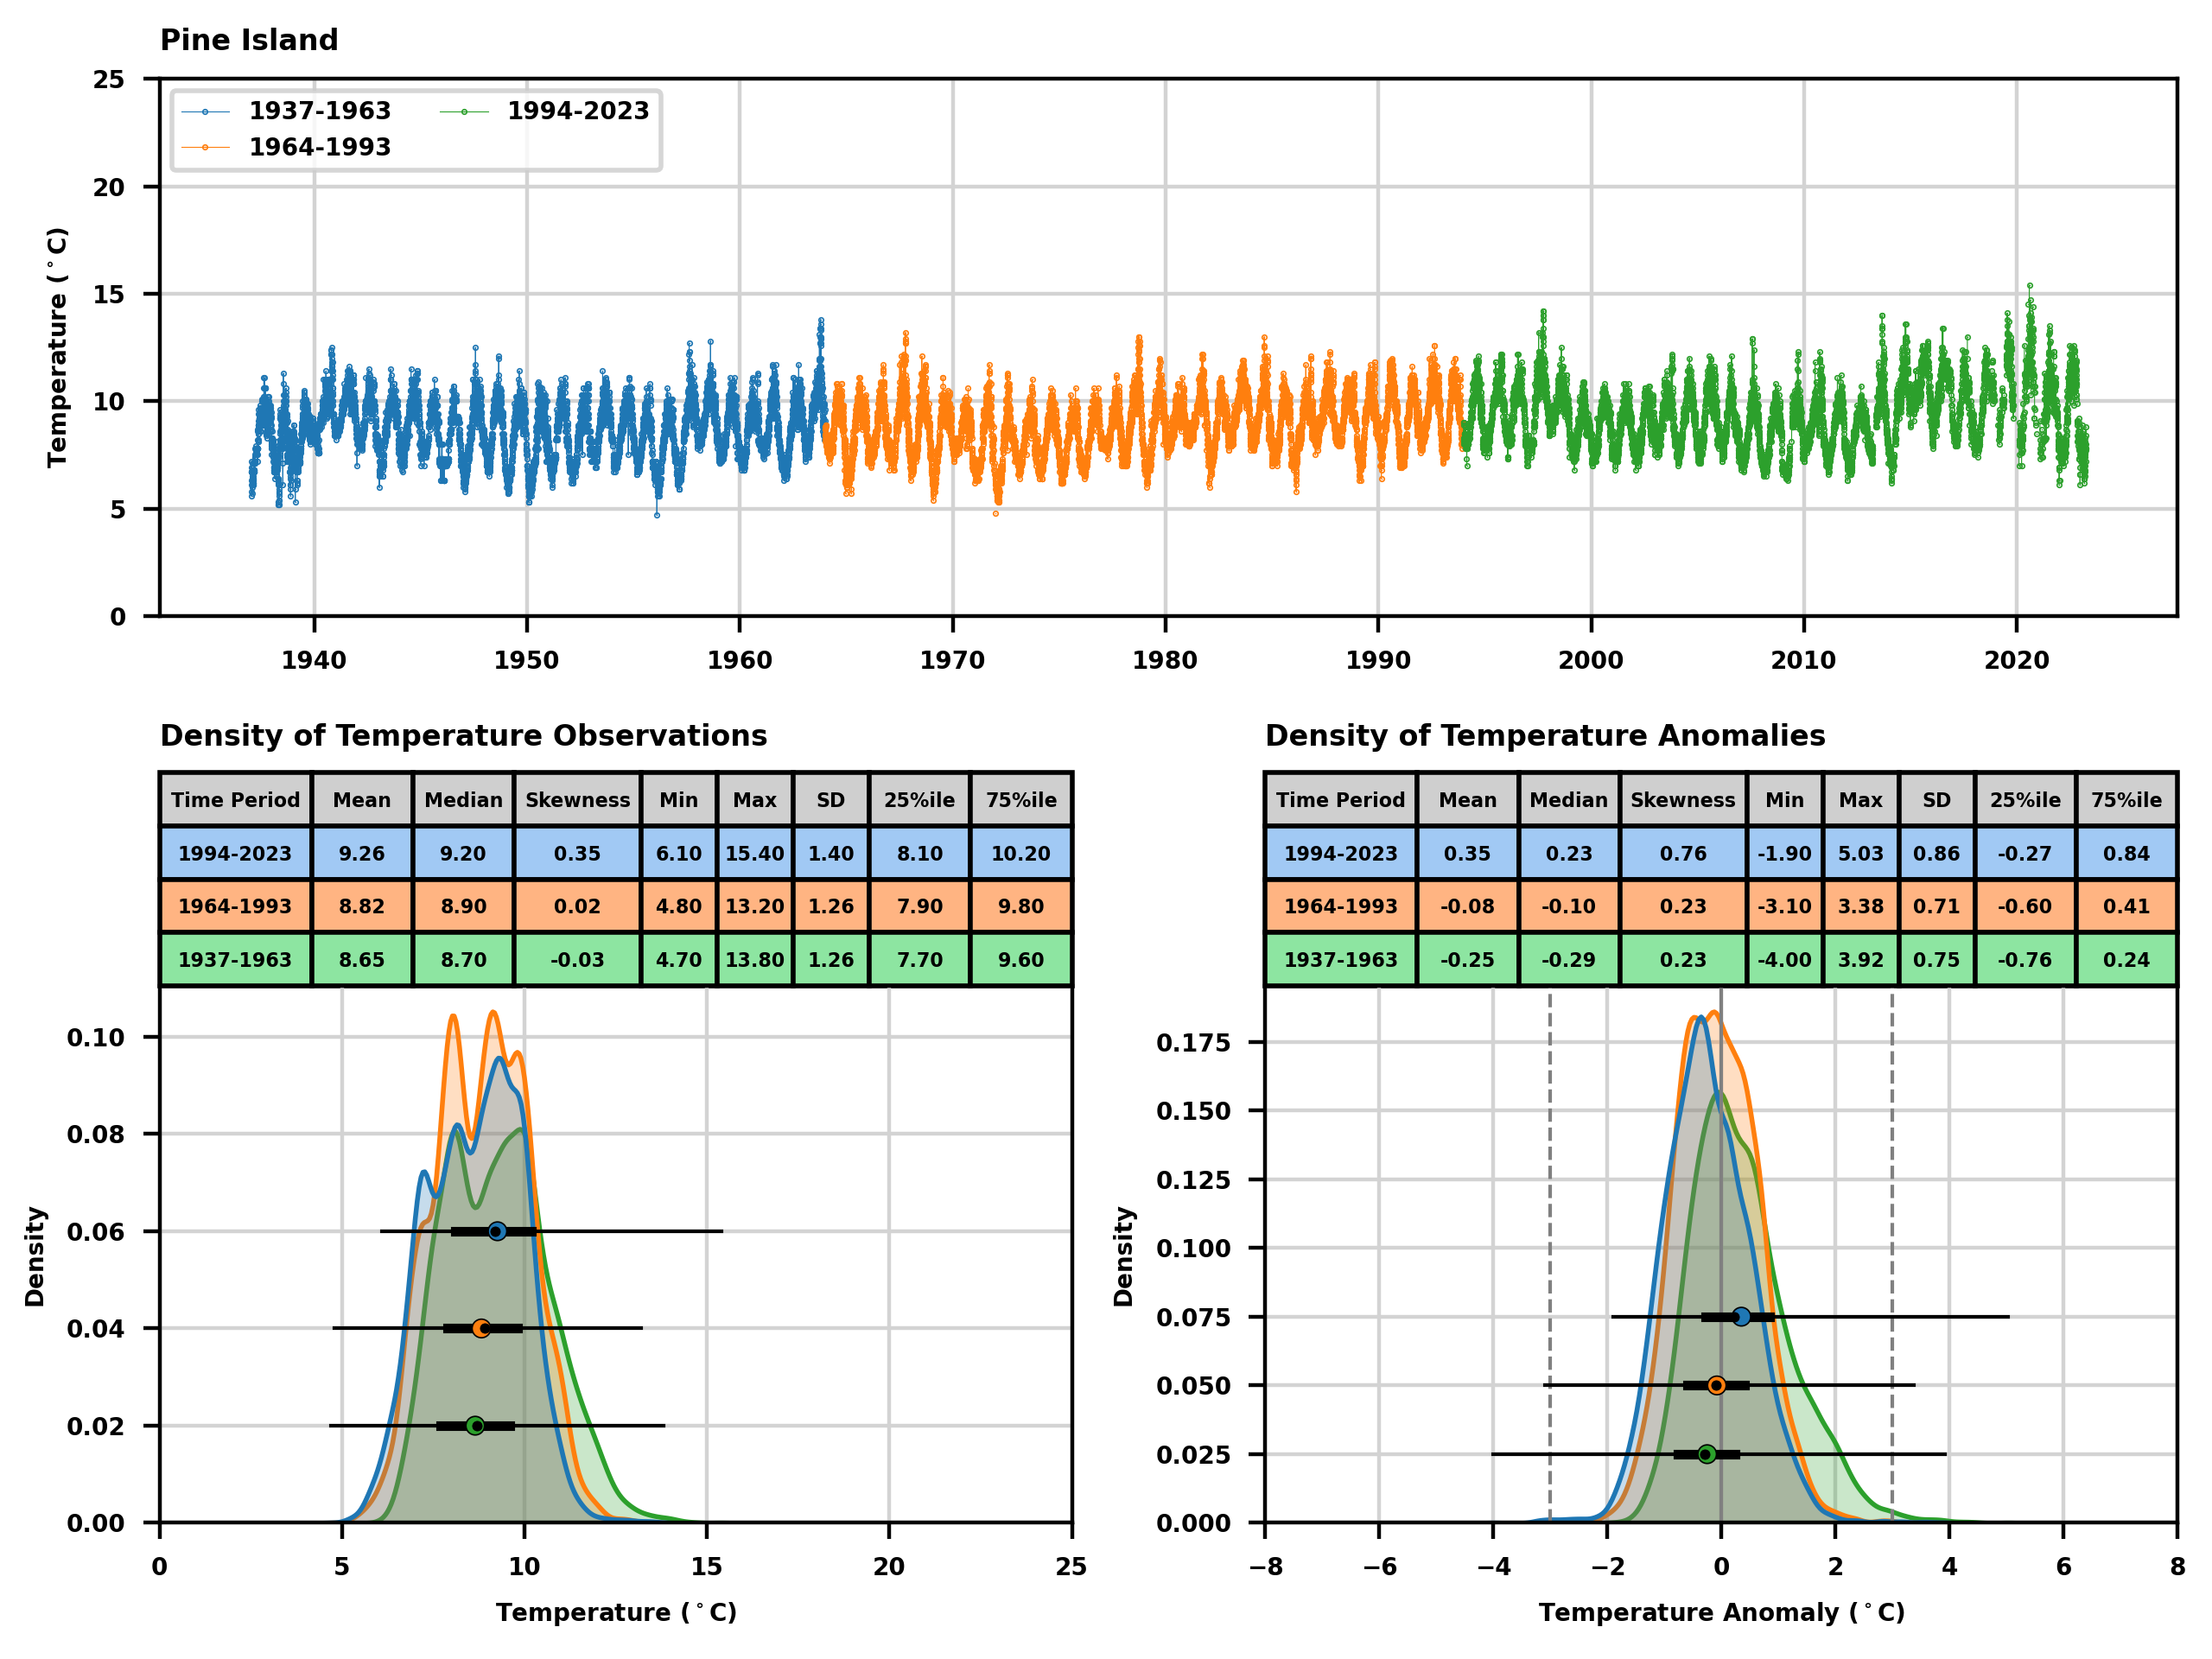 Pine Island
25
20
15
10
5
0
Temperature (°C)
1937-1963
1964-1993
1994-2023
1940 1950 1960 1970 1980 1990 2000 2010 2020
Density of Temperature Observations
Time Period Mean Median Skewness Min Max SD 25%ile 75%ile
1994-2023 9.26 9.20 0.35 6.10 15.40 1.40 8.10 10.20
1964-1993 8.82 8.90 0.02 4.80 13.20 1.26 7.90 9.80
1937-1963 8.65 8.70 -0.03 4.70 13.80 1.26 7.70 9.60
0.10
0.08
0.06
0.04
0.02
0.00
Density
0 5 10 15 20 25
Temperature (°C)
Density of Temperature Anomalies
Time Period Mean Median Skewness Min Max SD 25%ile 75%ile
1994-2023 0.35 0.23 0.76 -1.90 5.03 0.86 -0.27 0.84
1964-1993 -0.08 -0.10 0.23 -3.10 3.38 0.71 -0.60 0.41
1937-1963 -0.25 -0.29 0.23 -4.00 3.92 0.75 -0.76 0.24
0.175
0.150
0.125
0.100
0.075
0.050
0.025
0.000
Density
−8 −6 −4 −2 0 2 4 6 8
Temperature Anomaly (°C)